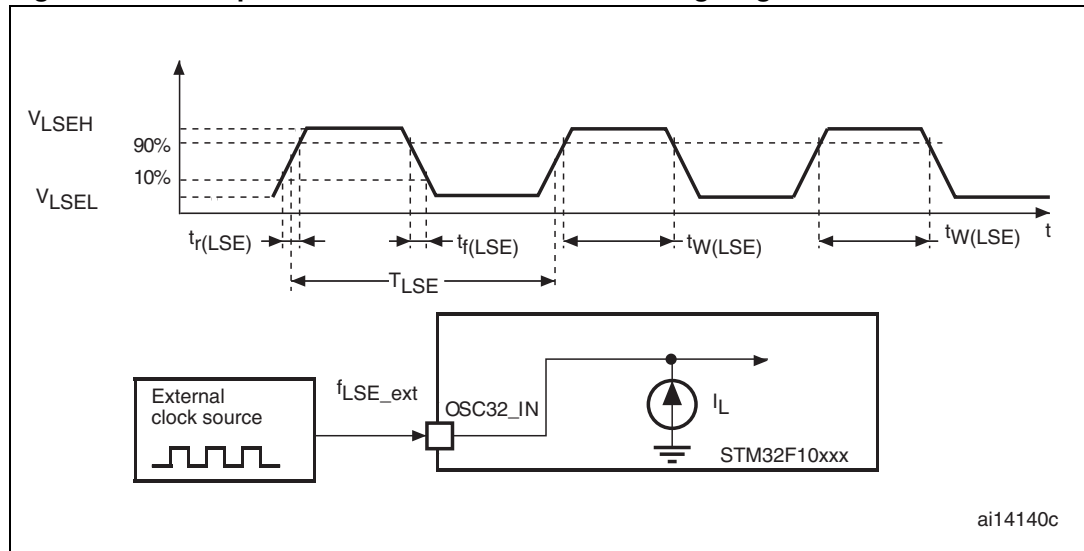 V_LSEH
90%
10%
V_LSEL
t_r(LSE)
t_f(LSE)
t_W(LSE)
t_W(LSE)
t
T_LSE
External
clock source
f_LSE_ext
OSC32_IN
I_L
STM32F10xxx
ai14140c